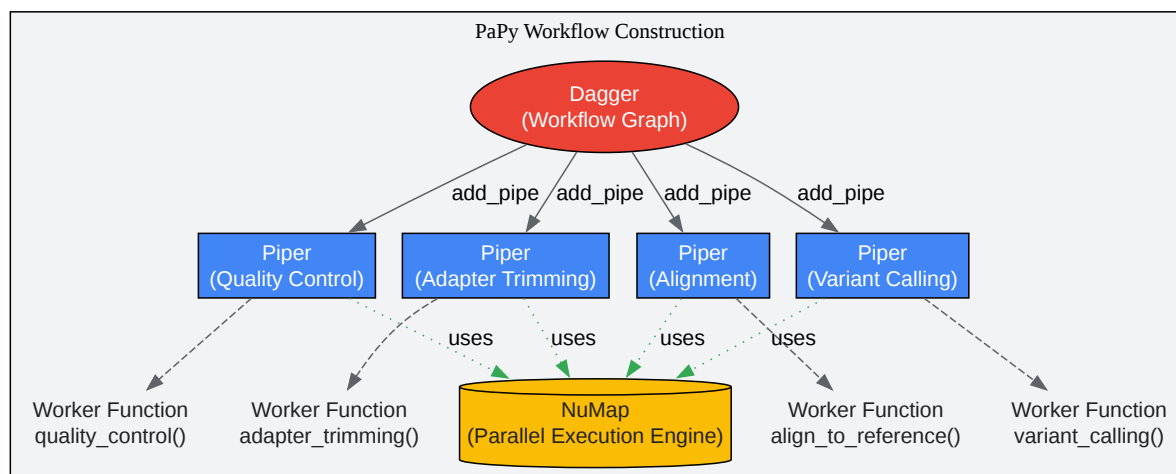 PaPy Workflow Construction
Dagger
(Workflow Graph)
add_pipe
add_pipe
add_pipe
add_pipe
Piper
(Quality Control)
Piper
(Adapter Trimming)
Piper
(Alignment)
Piper
(Variant Calling)
uses
uses
uses
uses
Worker Function
quality_control()
Worker Function
adapter_trimming()
NuMap
(Parallel Execution Engine)
Worker Function
align_to_reference()
Worker Function
variant_calling()